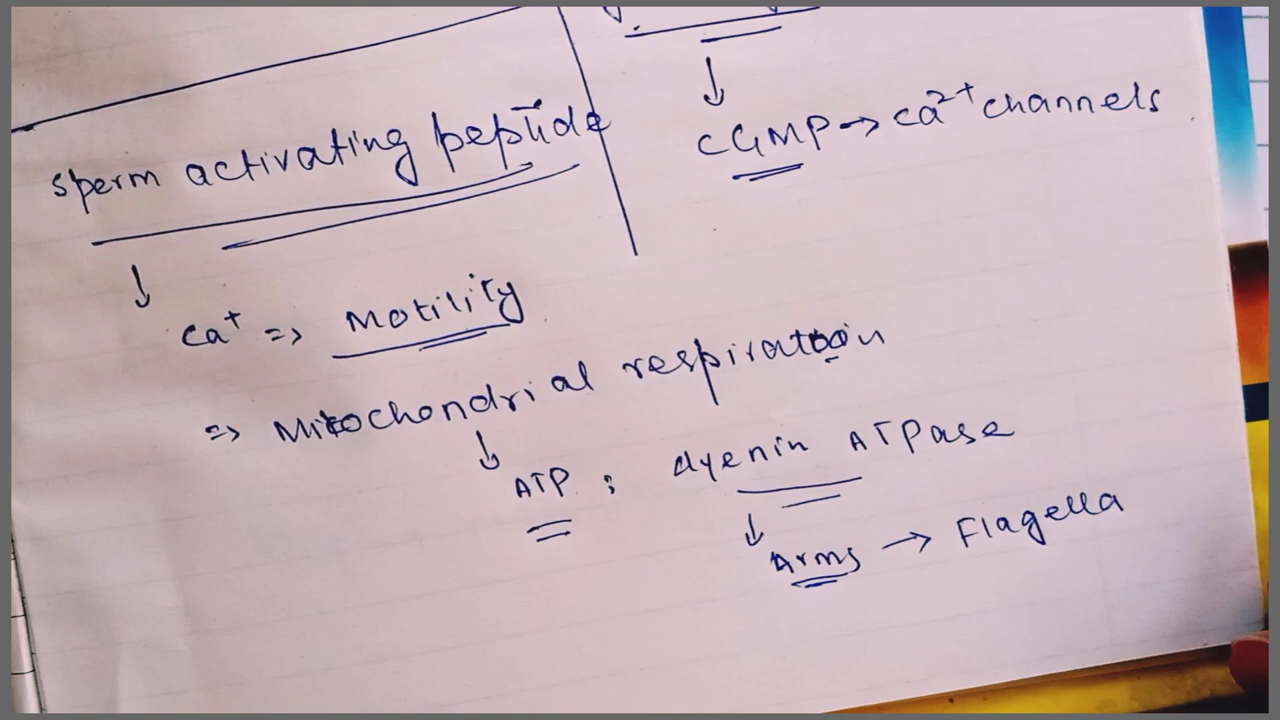 sperm activating peptide
↓
Ca⁺ => Motility
=> Mitochondrial respiration
↓
ATP ; dyenin ATPase
↓
Arms → Flagella
↓
CGMP → Ca²⁺ channels